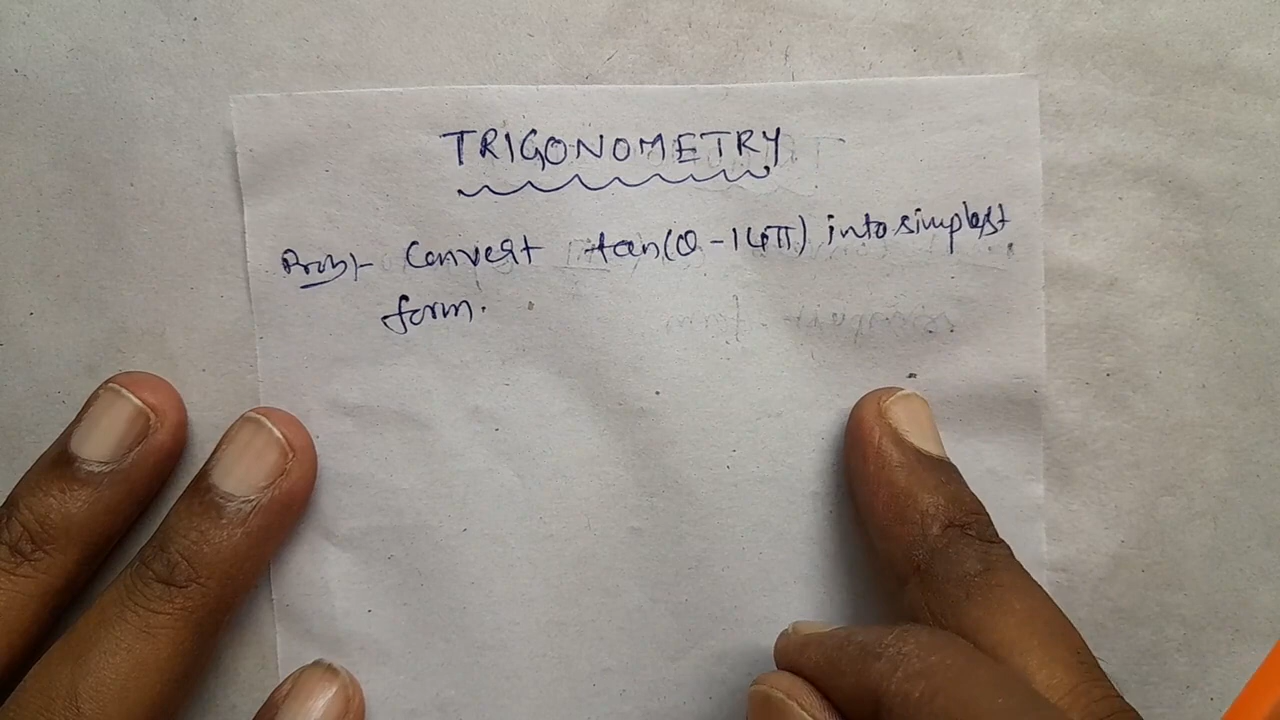 TRIGONOMETRY
Prob:- Convert tan(θ-14π) into simplest
form.